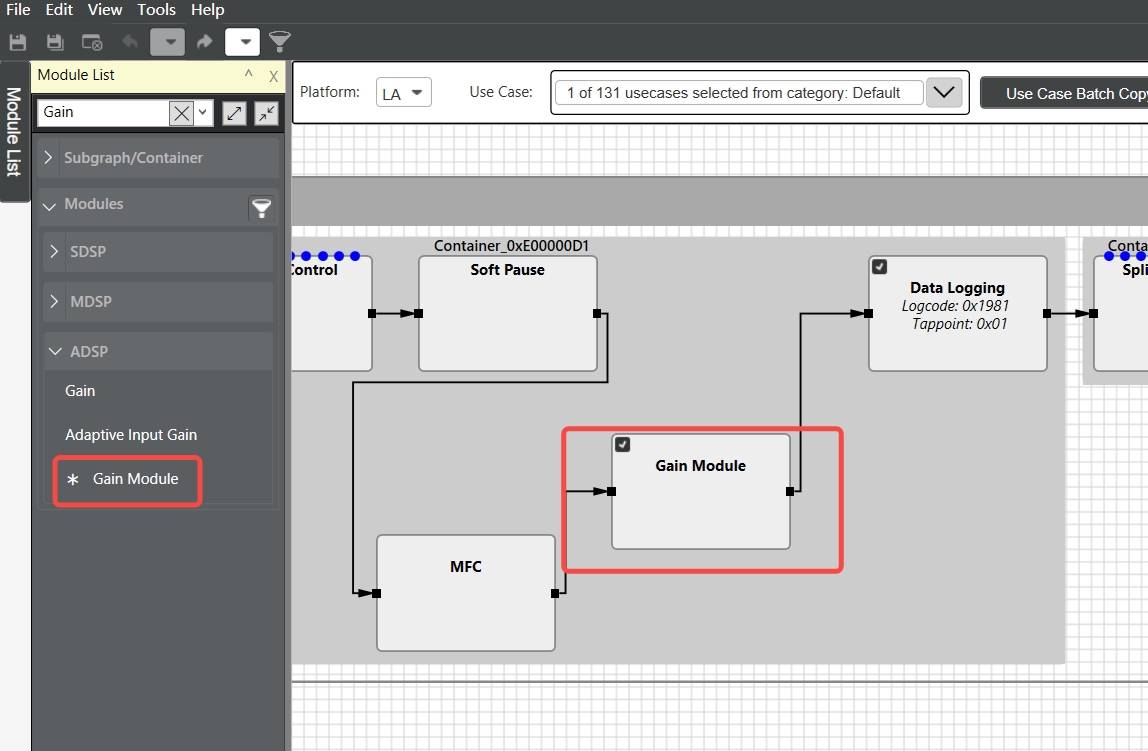 File Edit View Tools Help
Module List
Module List ^ X
Gain
Subgraph/Container
Modules
SDSP
MDSP
ADSP
Gain
Adaptive Input Gain
* Gain Module
Platform: LA Use Case: 1 of 131 usecases selected from category: Default Use Case Batch Copy
Container_0xE00000D1
Conta
Control
Soft Pause
Data Logging
Logcode: 0x1981
Tappoint: 0x01
Spli
Gain Module
MFC